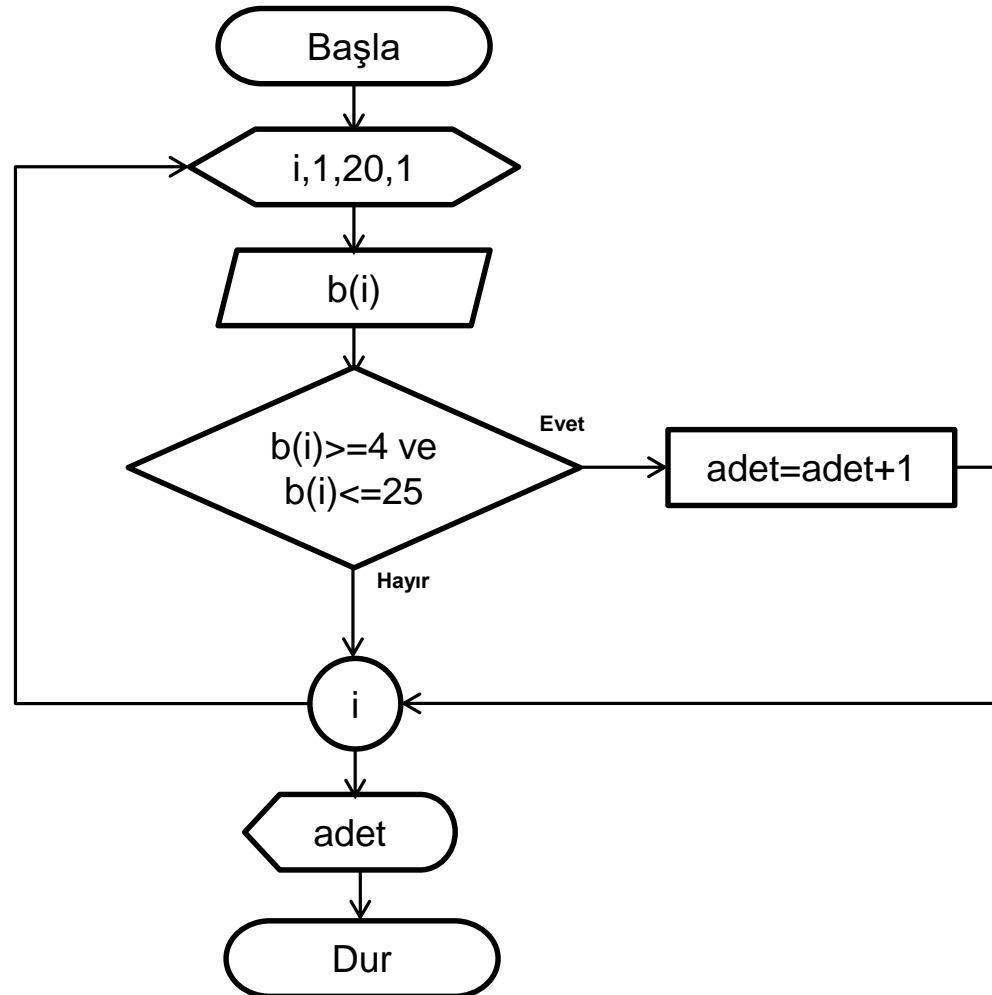 Başla
i,1,20,1
b(i)
Evet
b(i)>=4 ve
b(i)<=25
adet=adet+1
Hayır
i
adet
Dur